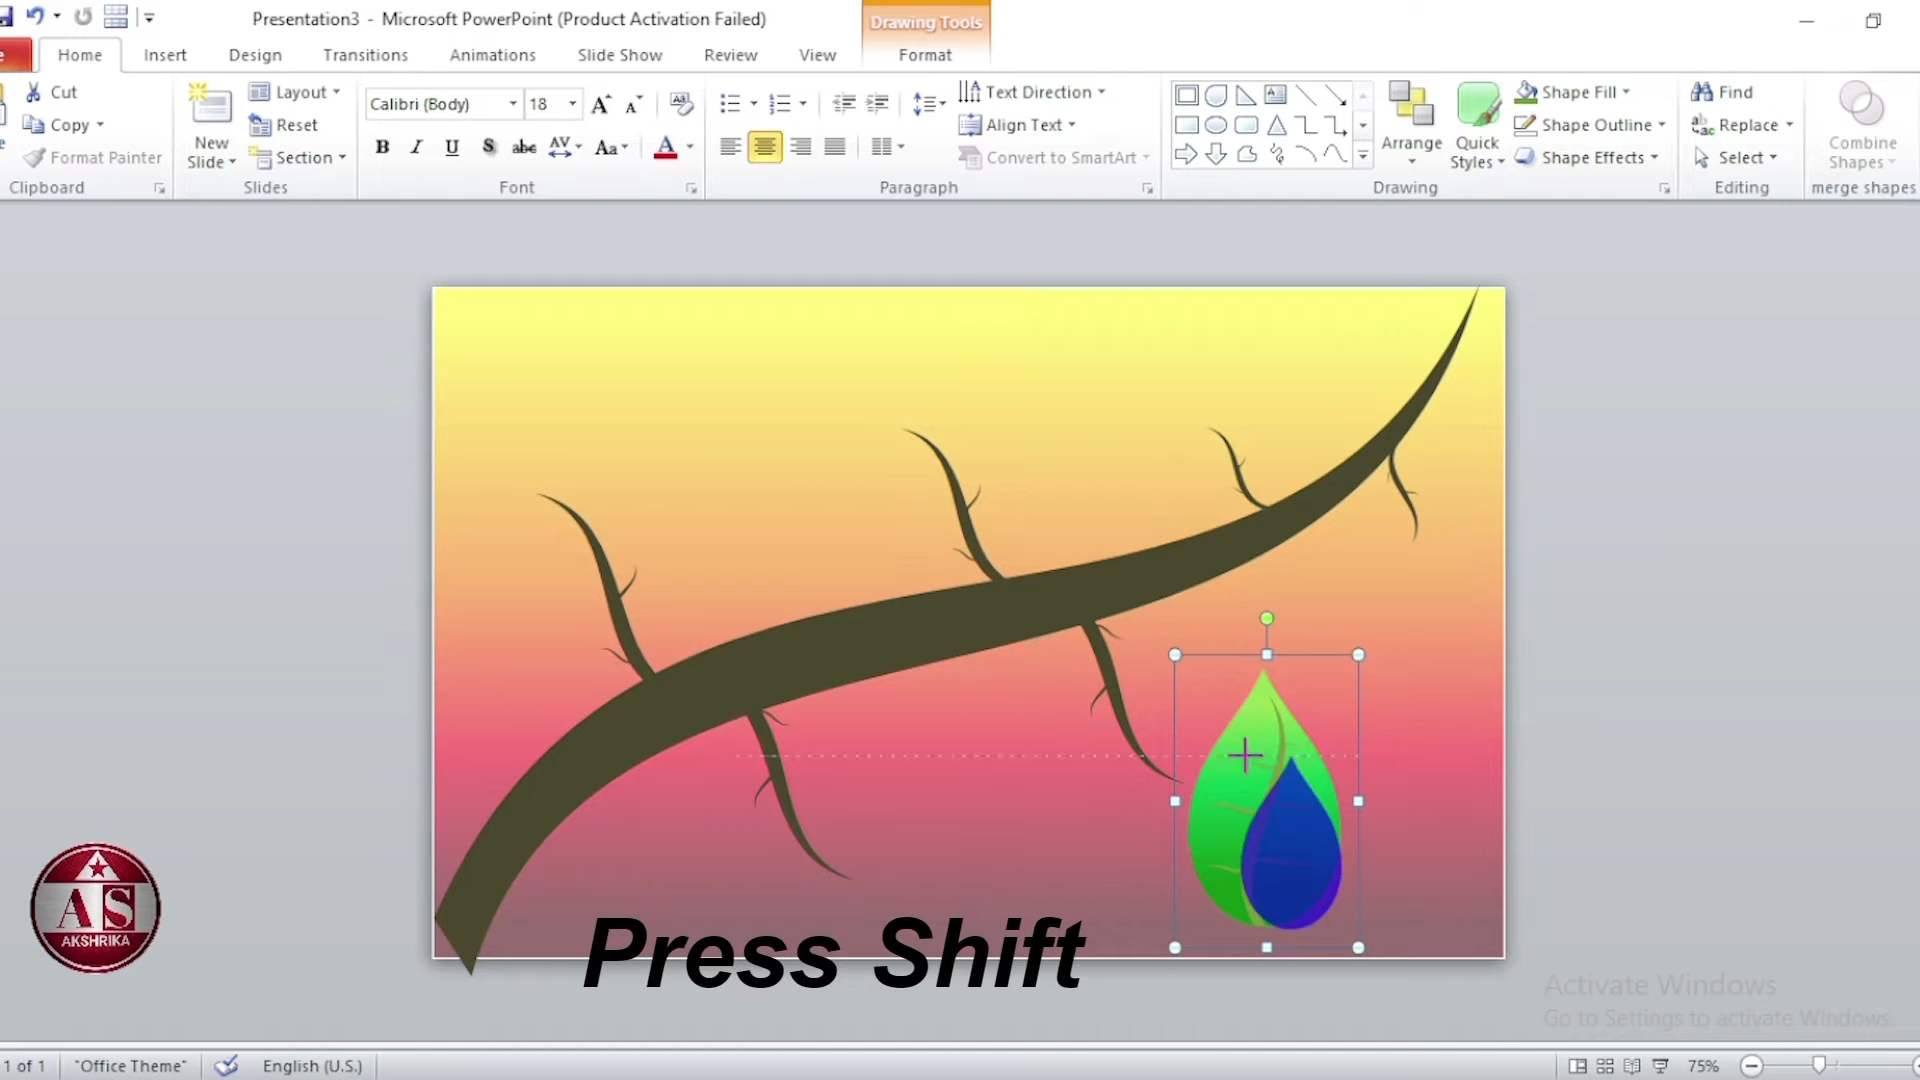 Presentation3 - Microsoft PowerPoint (Product Activation Failed)
Drawing Tools
Home Insert Design Transitions Animations Slide Show Review View Format
Cut
Copy
Format Painter
Clipboard
New
Slide
Layout
Reset
Section
Slides
Calibri (Body) 18
B I U S abc AV Aa A
Font
Text Direction
Align Text
Convert to SmartArt
Paragraph
Arrange
Quick
Styles
Shape Fill
Shape Outline
Shape Effects
Drawing
Find
Replace
Select
Editing
Combine
Shapes
merge shapes
AS
AKSHRIKA
Press Shift
Activate Windows
Go to Settings to activate Windows.
1 of 1 "Office Theme" English (U.S.) 75%